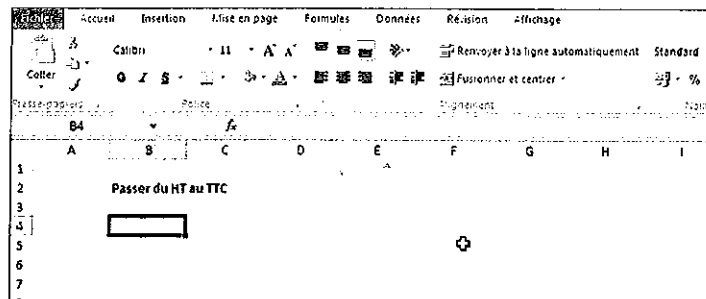 Fichier Accueil Insertion Mise en page Formules Données Révision Affichage
Calibri 11 A A Renvoyer à la ligne automatiquement Standard
Coller G I S A Fusionner et centrer %
Presse-papiers Police Alignement
B4 fx
A B C D E F G H I
1
2 Passer du HT au TTC
3
4
5
6
7